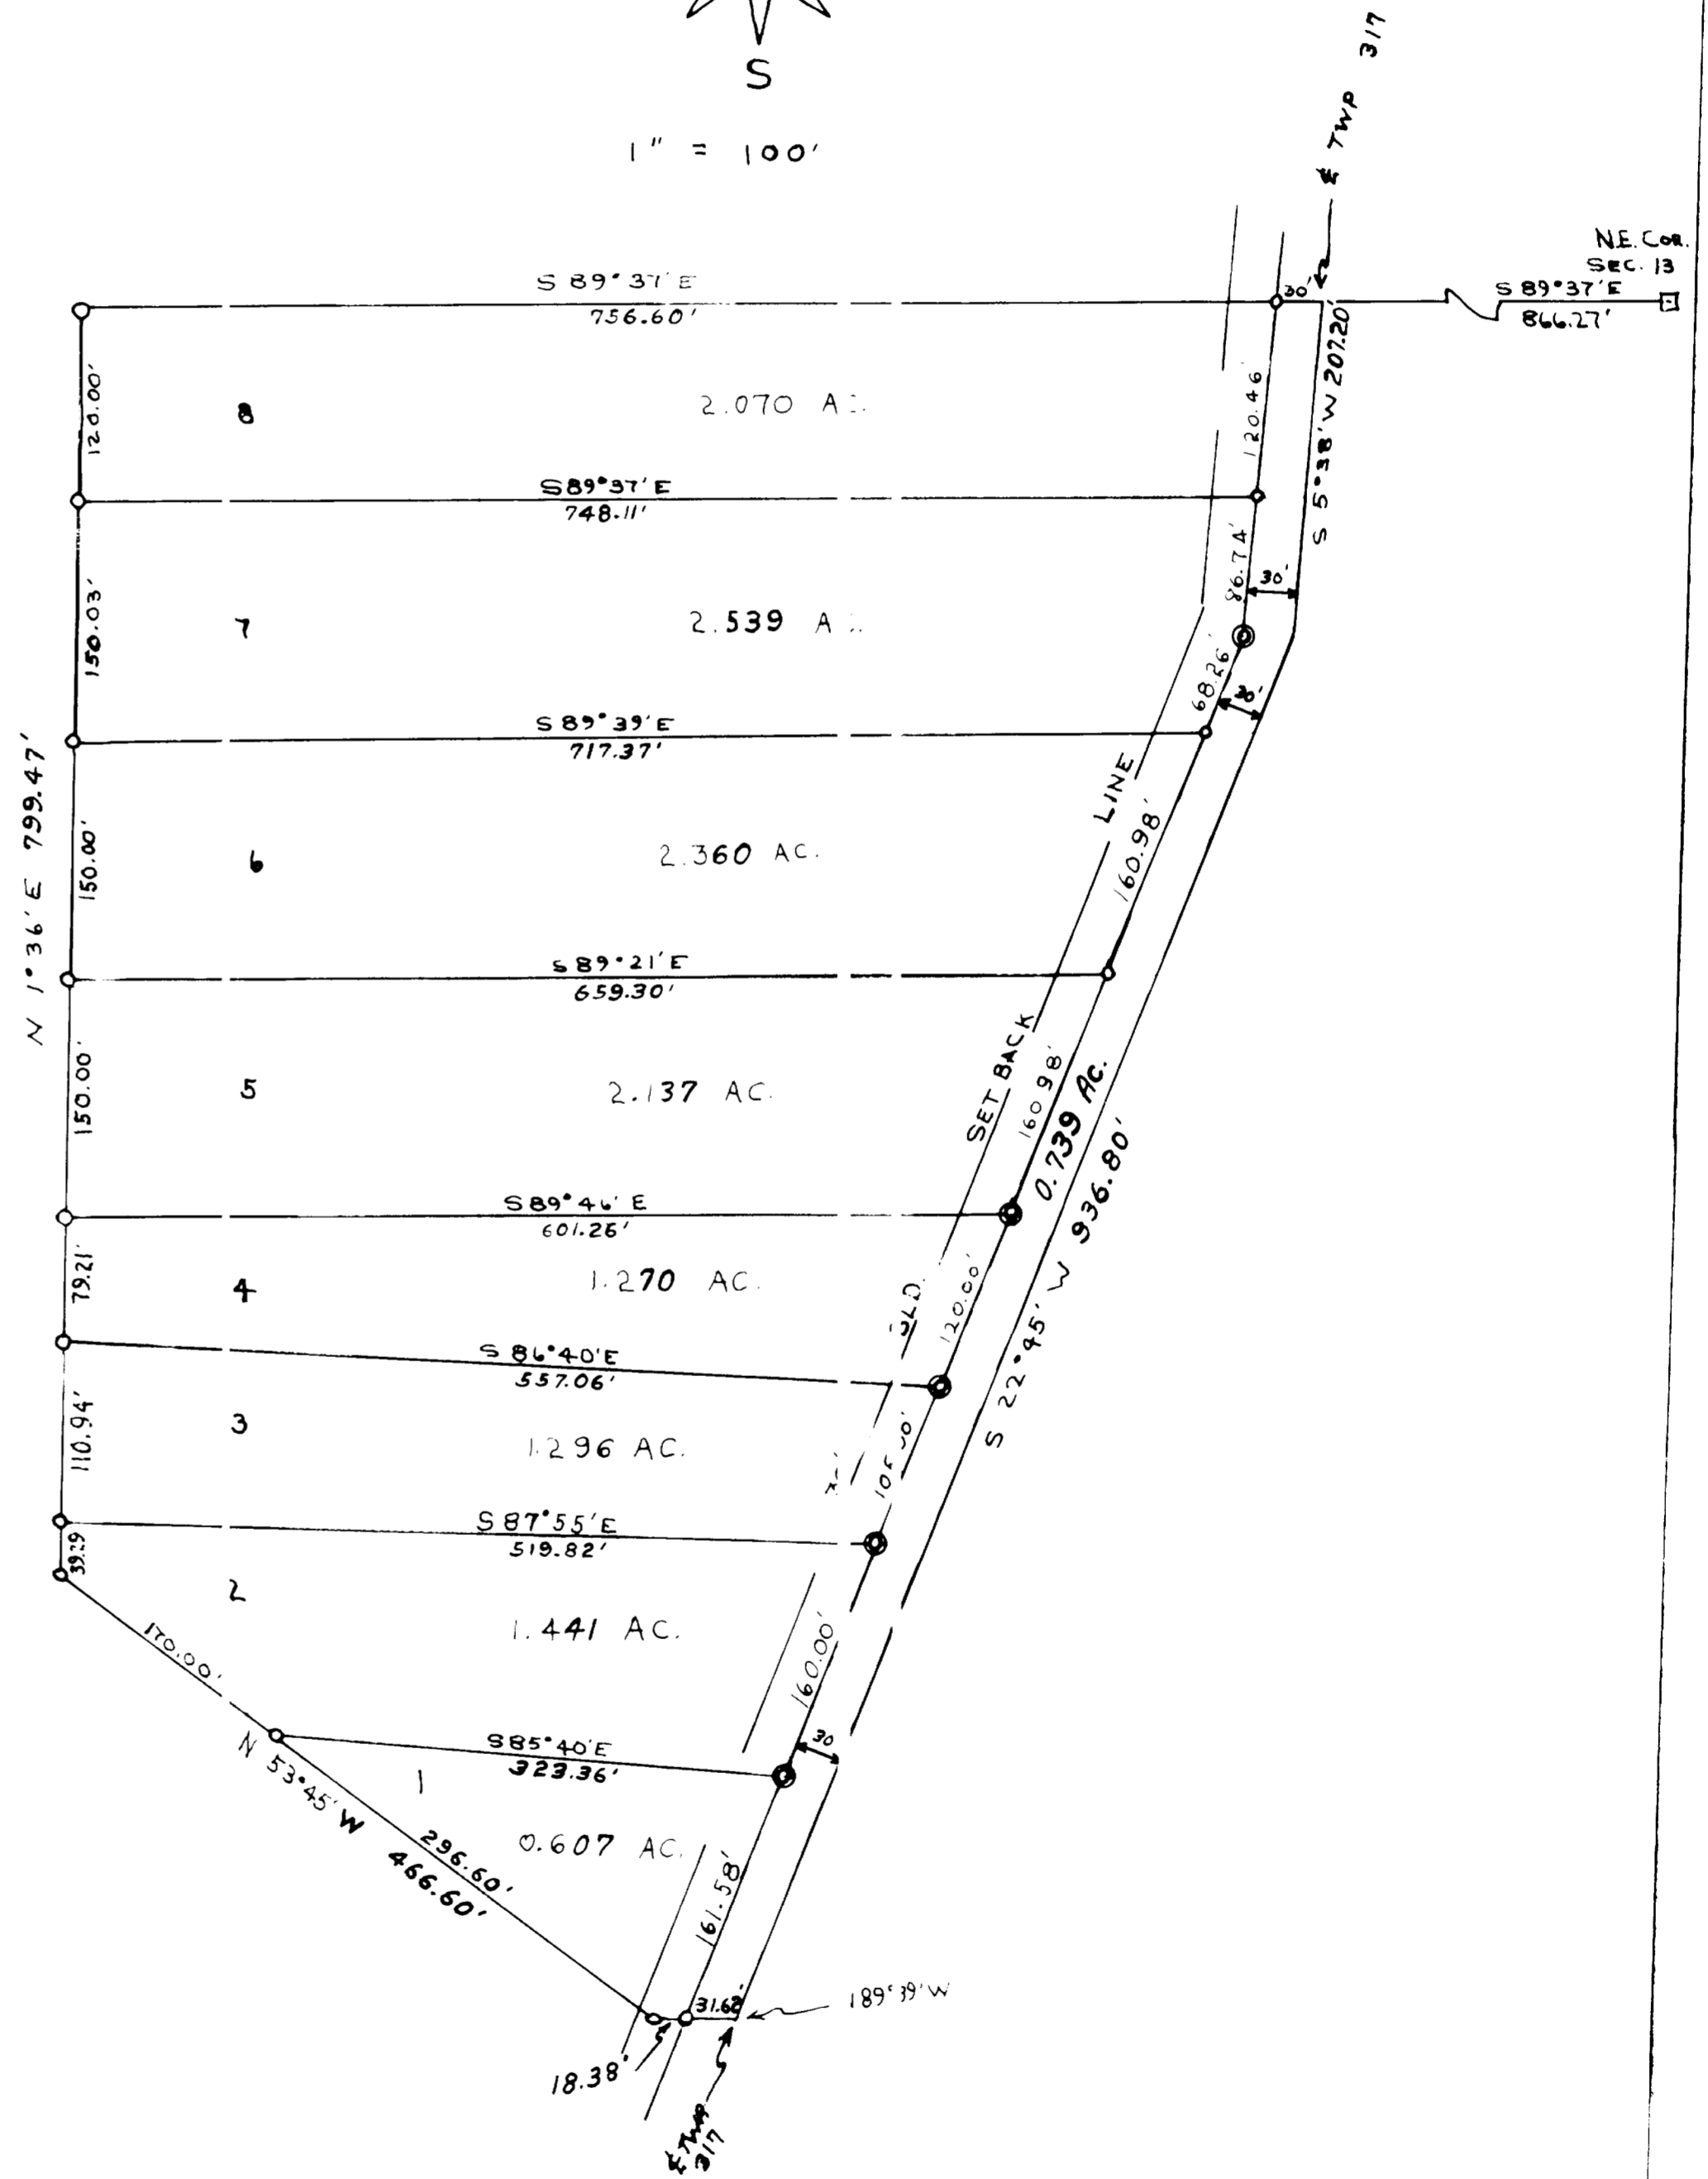 S
1" = 100'
TWP 317
N.E. COR.
SEC. 13
S 89°37'E
866.27'
S 89°37'E
756.60'
30'
120.00'
8
2.070 A
120.46'
S 5°38'W 207.20'
S 89°37'E
748.11'
150.03'
7
2.539 A
86.74'
30'
68.26'
30'
S 89°39'E
717.37'
N 1°36'E 799.47'
150.00'
6
2.360 AC.
LINE
160.98'
S 89°21'E
659.30'
150.00'
5
2.137 AC.
SET BACK
160.98'
0.739 AC.
S 22°45' W 936.80'
S 89°46' E
601.26'
79.21'
4
1.270 AC.
120.00'
S 86°40'E
557.06'
110.94'
3
1.296 AC.
S 87°55'E
519.82'
39.29
2
1.441 AC.
160.00'
170.00'
30
S 85°40'E
323.36'
1
N 53°45' W 466.60'
296.60'
0.607 AC.
161.58'
31.62'
189°39'W
18.38'
TWP
317